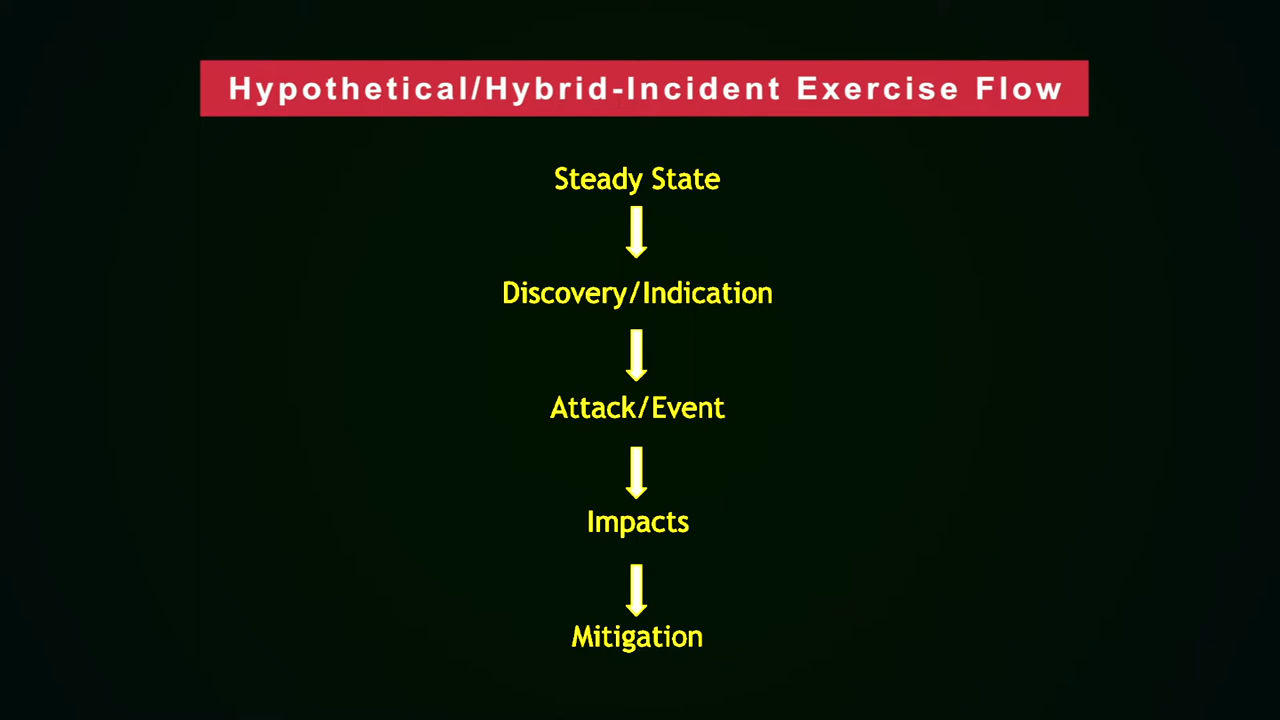 Hypothetical/Hybrid-Incident Exercise Flow
Steady State
Discovery/Indication
Attack/Event
Impacts
Mitigation